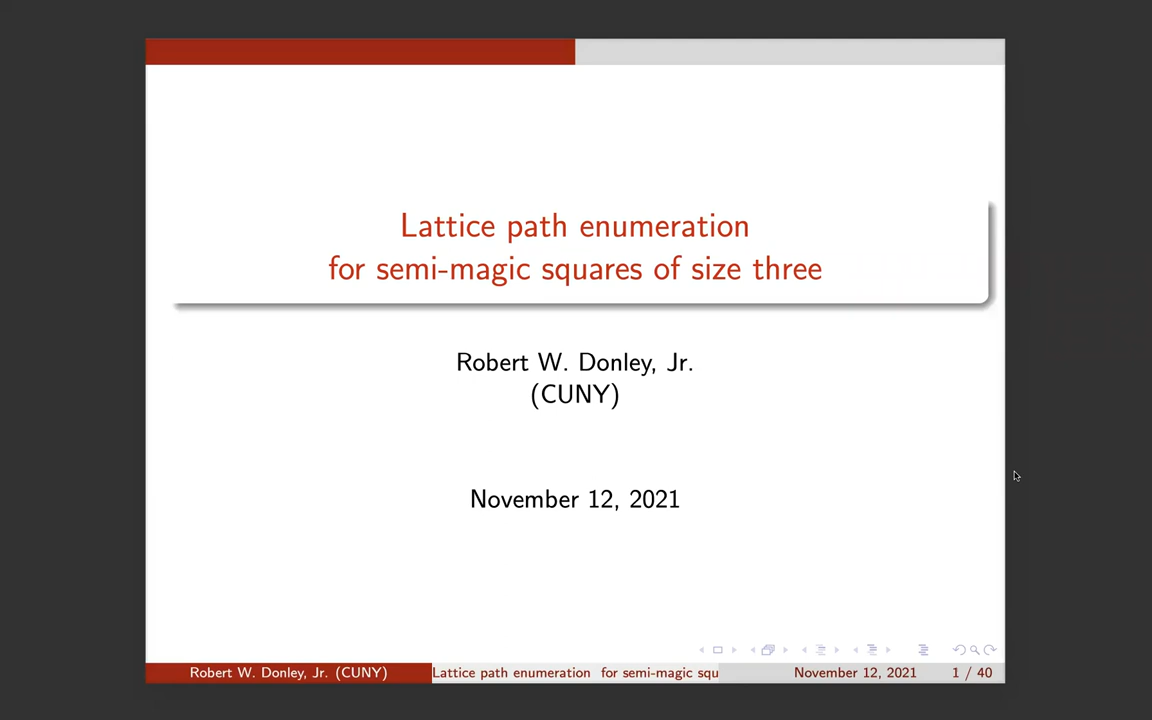 Lattice path enumeration
for semi-magic squares of size three
Robert W. Donley, Jr.
(CUNY)
November 12, 2021
Robert W. Donley, Jr. (CUNY) Lattice path enumeration for semi-magic squ November 12, 2021 1 / 40